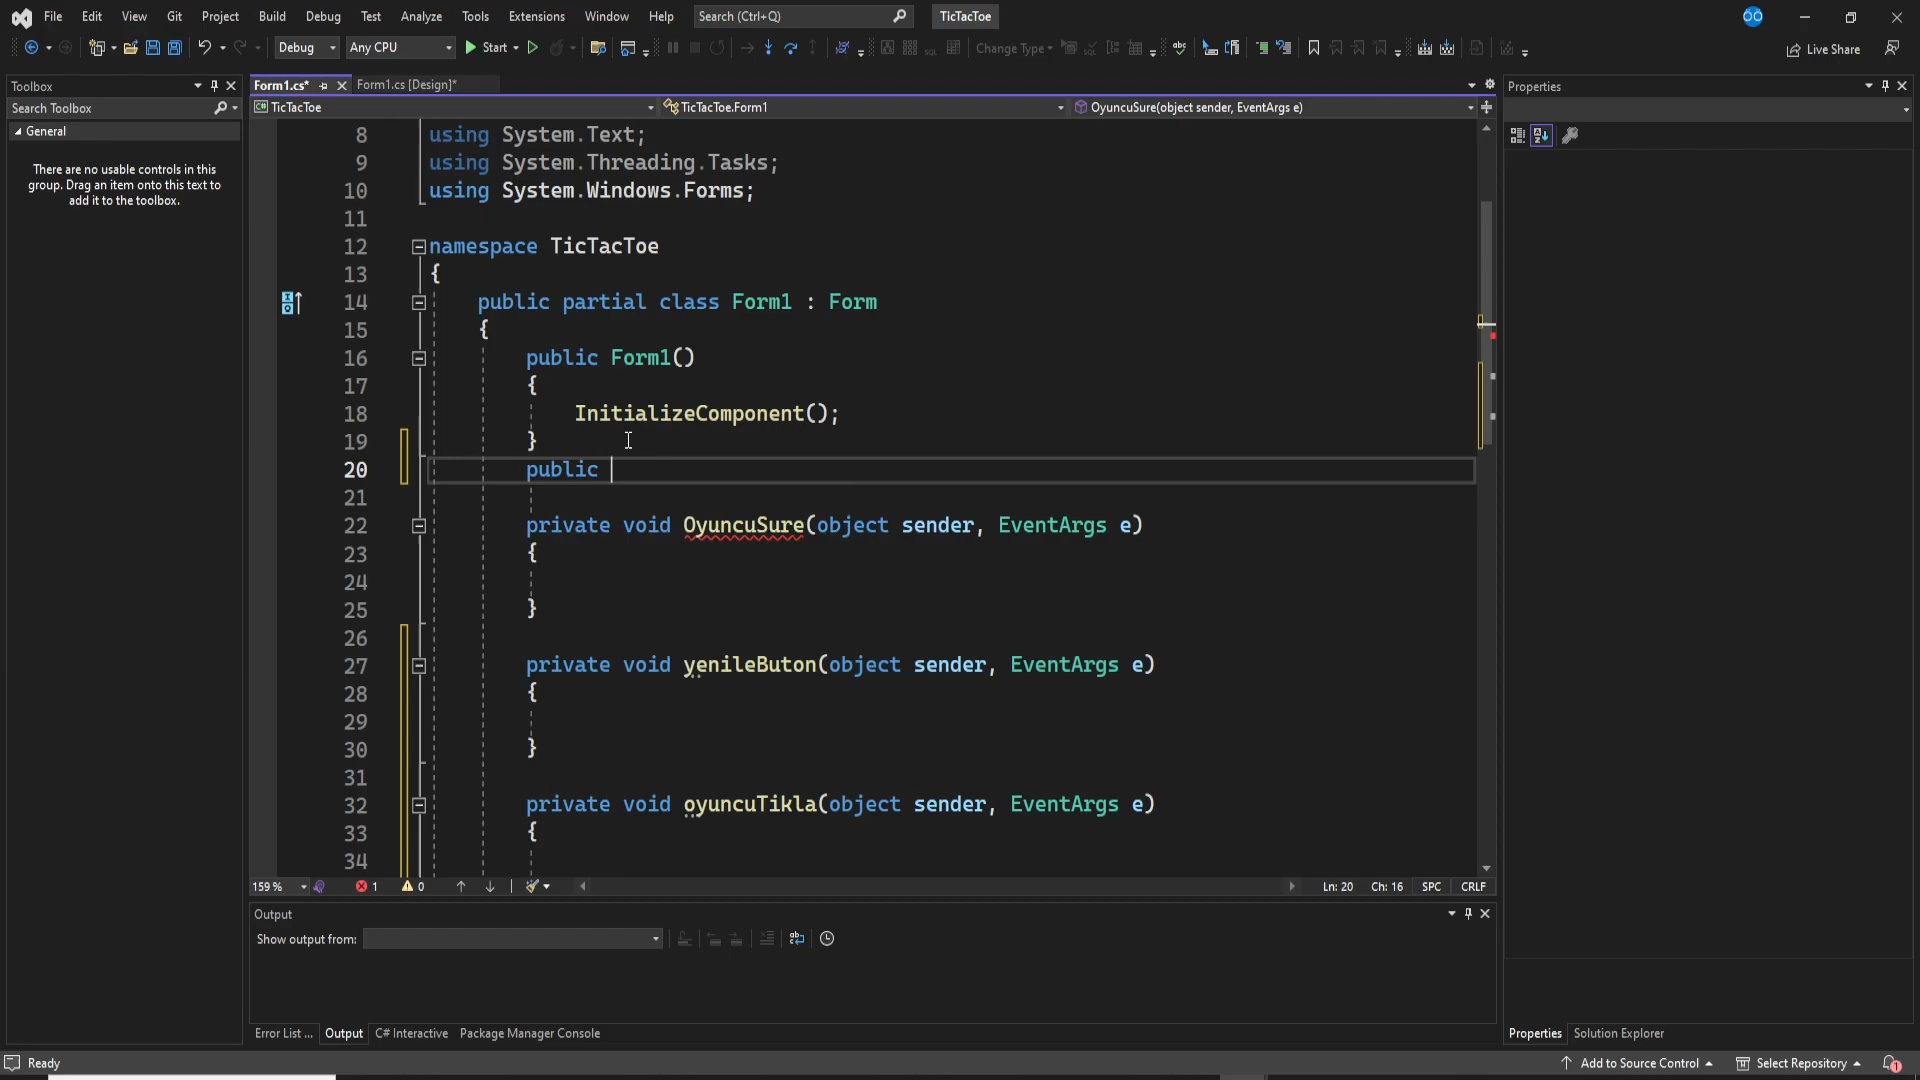 File Edit View Git Project Build Debug Test Analyze Tools Extensions Window Help Search (Ctrl+Q) TicTacToe
Debug Any CPU Start Change Type Live Share
Toolbox
Search Toolbox
General
There are no usable controls in this
group. Drag an item onto this text to
add it to the toolbox.
Form1.cs* Form1.cs [Design]*
TicTacToe TicTacToe.Form1 OyuncuSure(object sender, EventArgs e)
8 using System.Text;
9 using System.Threading.Tasks;
10 using System.Windows.Forms;
11
12 namespace TicTacToe
13 {
14 public partial class Form1 : Form
15 {
16 public Form1()
17 {
18 InitializeComponent();
19 }
20 public
21
22 private void OyuncuSure(object sender, EventArgs e)
23 {
24
25 }
26
27 private void yenileButon(object sender, EventArgs e)
28 {
29
30 }
31
32 private void oyuncuTikla(object sender, EventArgs e)
33 {
34
159 % 1 0 Ln: 20 Ch: 16 SPC CRLF
Output
Show output from:
Error List ... Output C# Interactive Package Manager Console
Properties
Properties Solution Explorer
Ready Add to Source Control Select Repository 1